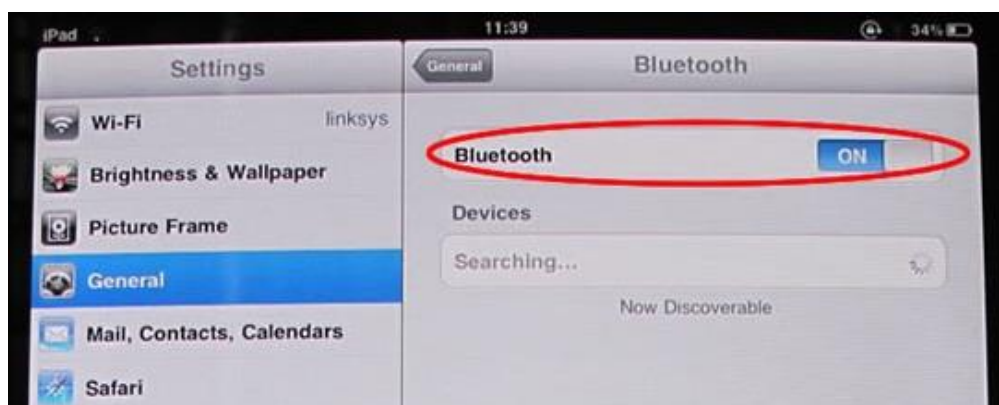 iPad 11:39 34%
Settings
General Bluetooth
Wi-Fi linksys
Brightness & Wallpaper
Picture Frame
General
Mail, Contacts, Calendars
Safari
Bluetooth ON
Devices
Searching...
Now Discoverable